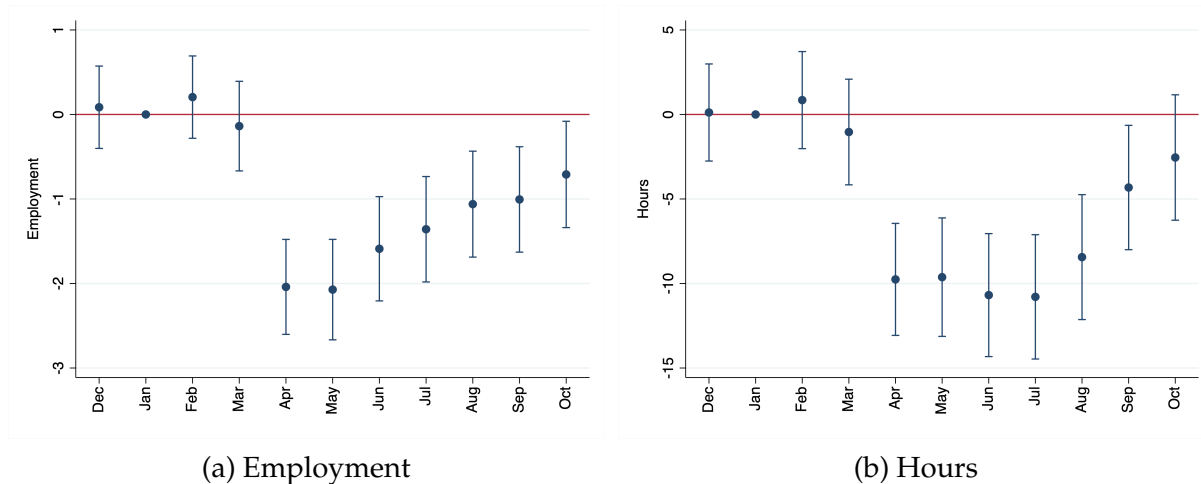 Employment
1
0
-1
-2
-3
Dec Jan Feb Mar Apr May Jun Jul Aug Sep Oct
(a) Employment
Hours
5
0
-5
-10
-15
Dec Jan Feb Mar Apr May Jun Jul Aug Sep Oct
(b) Hours